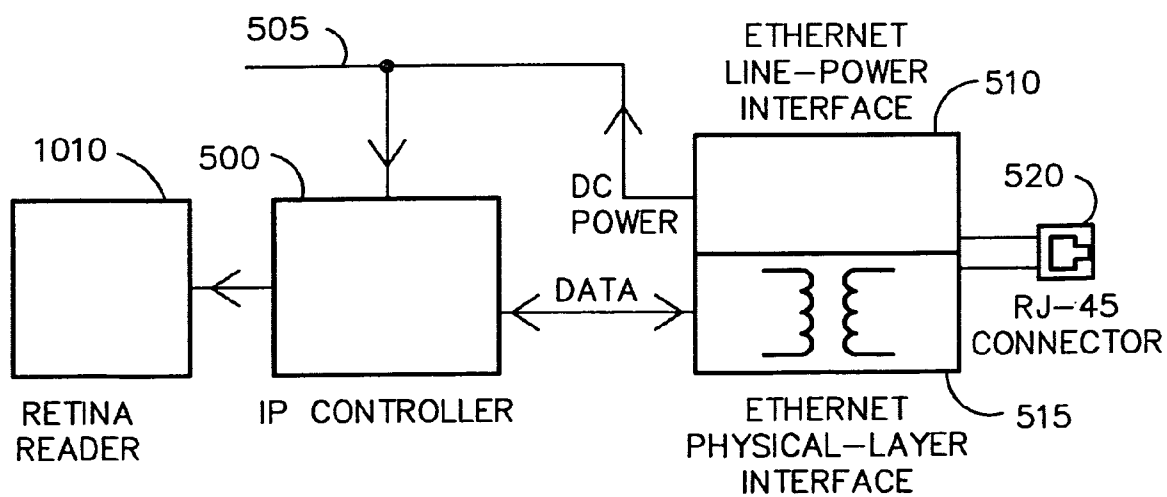 505
ETHERNET
LINE-POWER
INTERFACE
510
1010
500
520
DC
POWER
DATA
RJ-45
CONNECTOR
RETINA
READER
IP CONTROLLER
ETHERNET
PHYSICAL-LAYER
INTERFACE
515